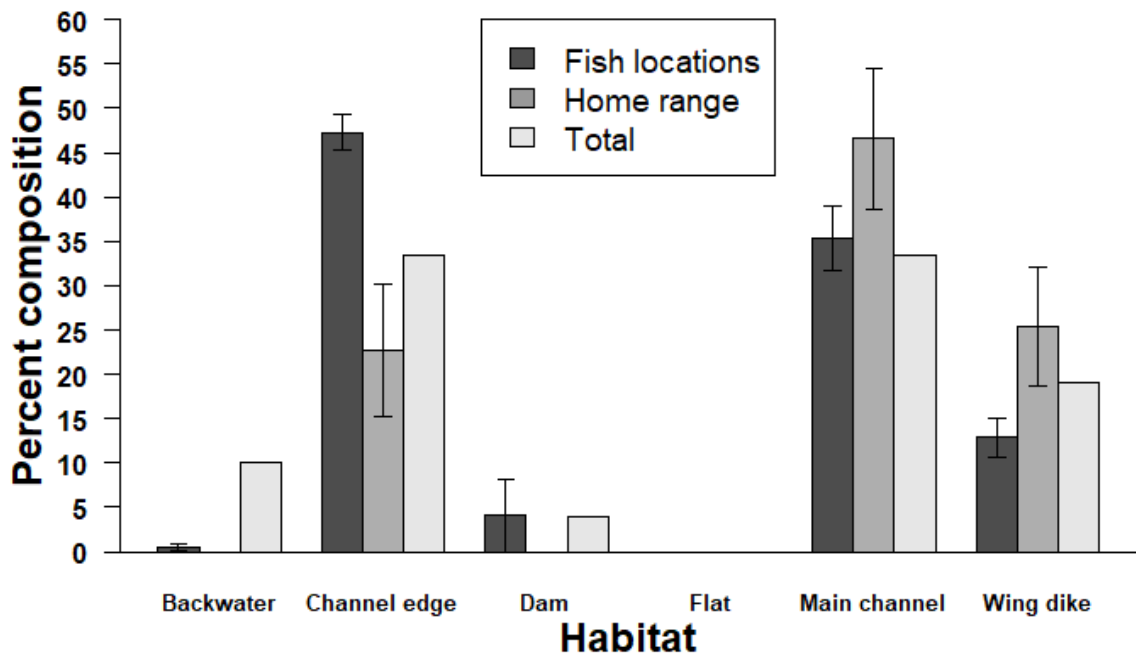 60
55
50
45
40
35
30
25
20
15
10
5
0
Percent composition
Fish locations
Home range
Total
Backwater Channel edge Dam Flat Main channel Wing dike
Habitat